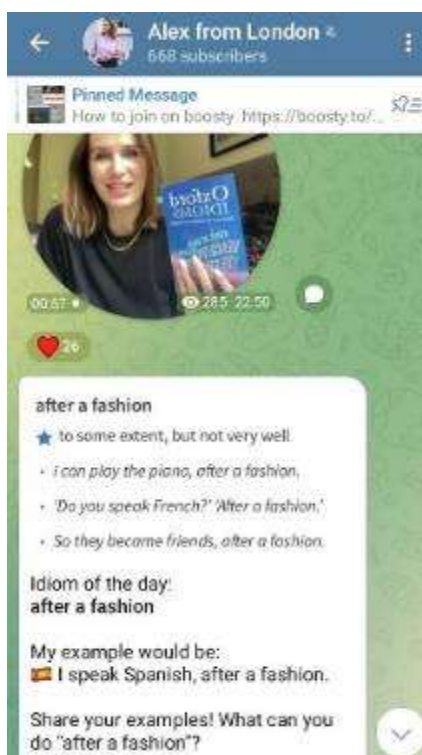 Alex from London
668 subscribers
Pinned Message
How to join on boosty https://boosty.to/...
Oxford
IDIOMS
00:57
285 22:50
26
after a fashion
to some extent, but not very well
i can play the piano, after a fashion.
'Do you speak French?' 'After a fashion.'
So they became friends, after a fashion.
Idiom of the day:
after a fashion
My example would be:
I speak Spanish, after a fashion.
Share your examples! What can you
do "after a fashion"?